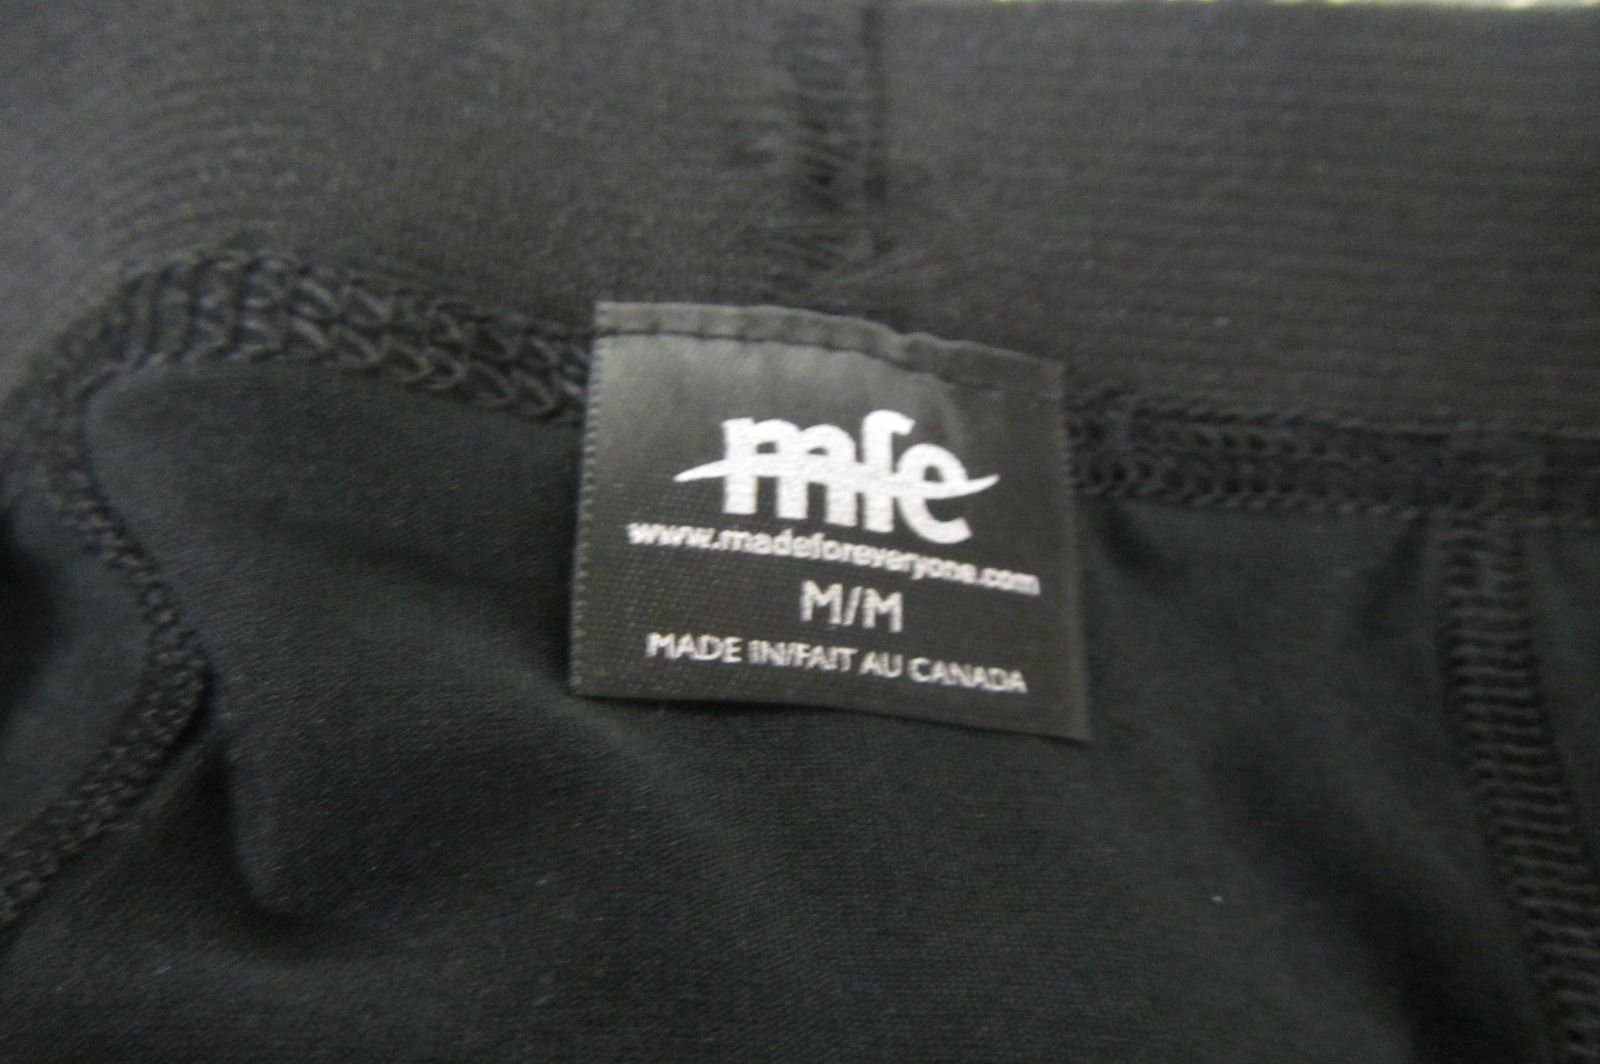 mfe
www.madeforeveryone.com
M/M
MADE IN/FAIT AU CANADA